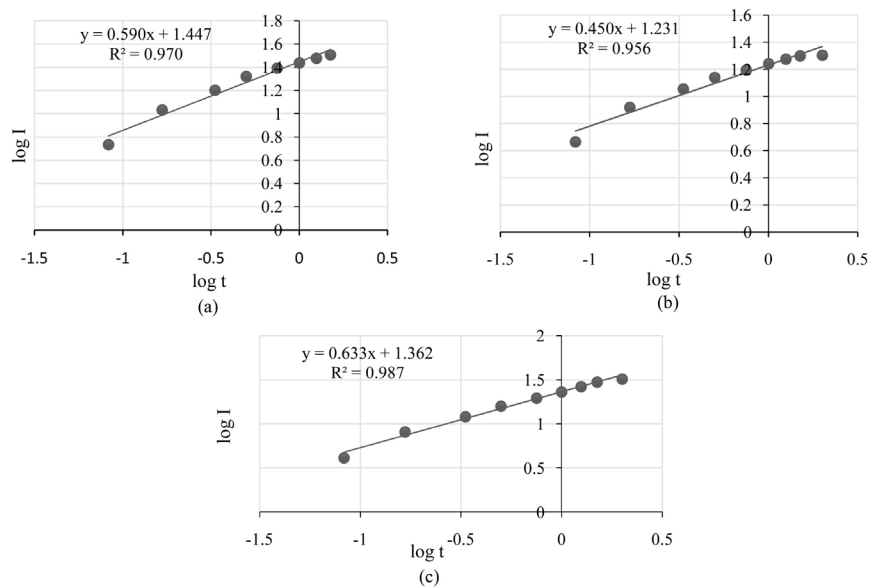 y = 0.590x + 1.447
R² = 0.970
log I
1.8
1.6
1.4
1.2
1
0.8
0.6
0.4
0.2
0
-1.5 -1 -0.5 0 0.5
log t
(a)
y = 0.450x + 1.231
R² = 0.956
log I
1.6
1.4
1.2
1
0.8
0.6
0.4
0.2
0
-1.5 -1 -0.5 0 0.5
log t
(b)
y = 0.633x + 1.362
R² = 0.987
log I
2
1.5
1
0.5
0
-1.5 -1 -0.5 0 0.5
log t
(c)